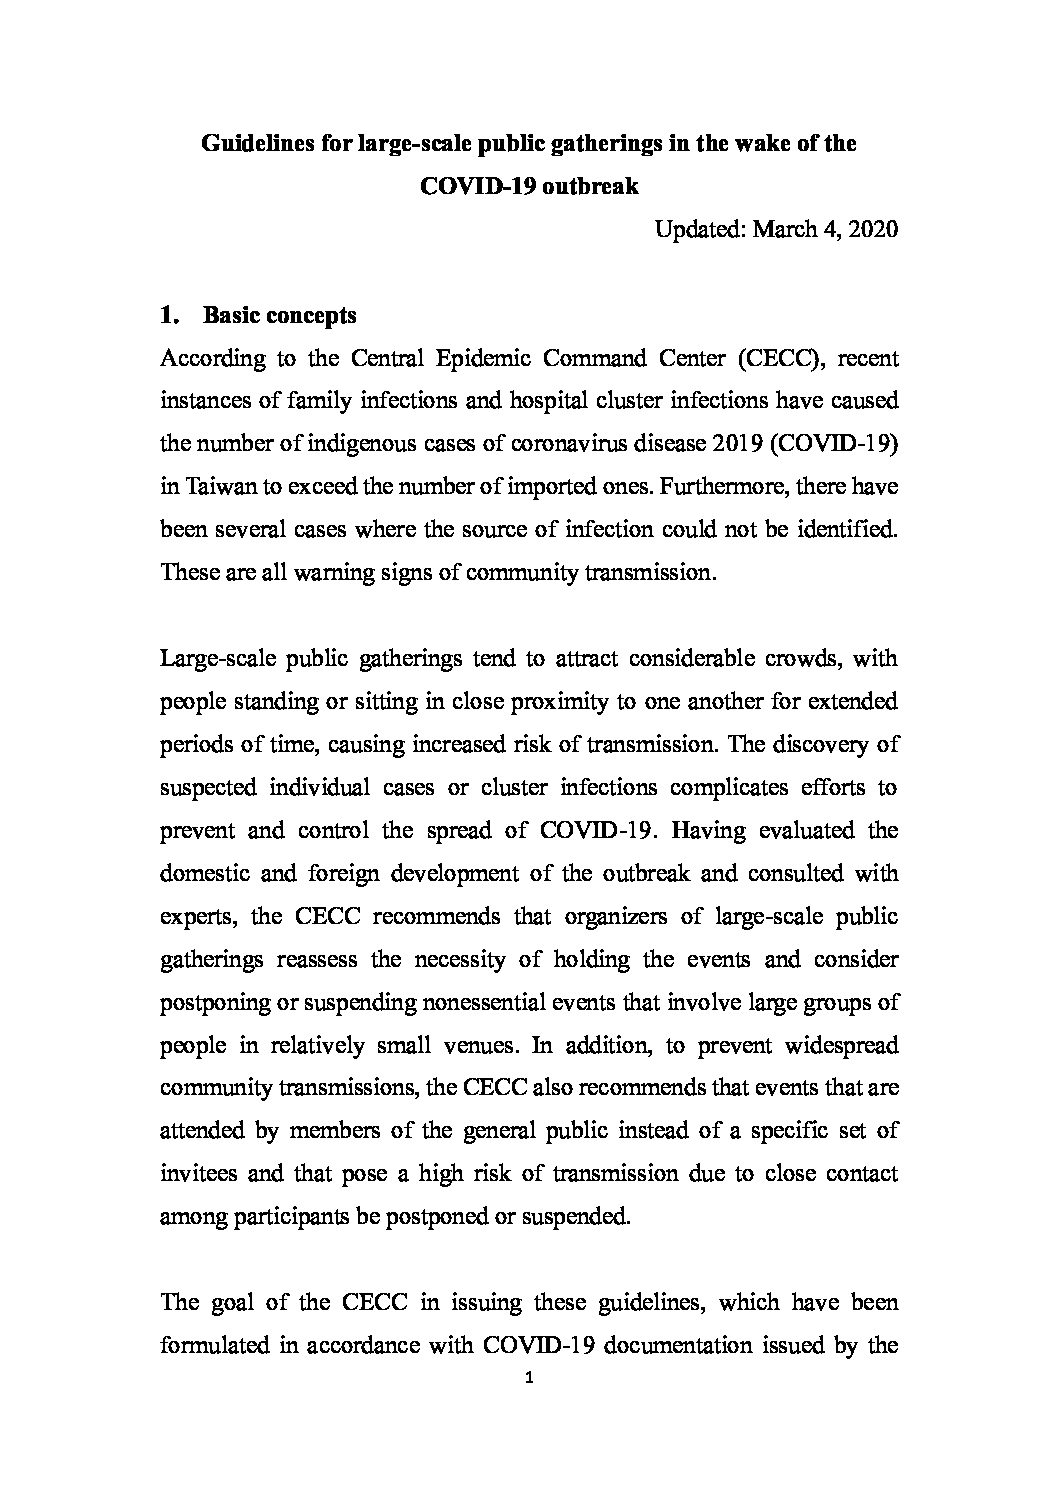 Guidelines for large-scale public gatherings in the wake of the
COVID-19 outbreak
Updated: March 4, 2020
1. Basic concepts
According to the Central Epidemic Command Center (CECC), recent
instances of family infections and hospital cluster infections have caused
the number of indigenous cases of coronavirus disease 2019 (COVID-19)
in Taiwan to exceed the number of imported ones. Furthermore, there have
been several cases where the source of infection could not be identified.
These are all warning signs of community transmission.
Large-scale public gatherings tend to attract considerable crowds, with
people standing or sitting in close proximity to one another for extended
periods of time, causing increased risk of transmission. The discovery of
suspected individual cases or cluster infections complicates efforts to
prevent and control the spread of COVID-19. Having evaluated the
domestic and foreign development of the outbreak and consulted with
experts, the CECC recommends that organizers of large-scale public
gatherings reassess the necessity of holding the events and consider
postponing or suspending nonessential events that involve large groups of
people in relatively small venues. In addition, to prevent widespread
community transmissions, the CECC also recommends that events that are
attended by members of the general public instead of a specific set of
invitees and that pose a high risk of transmission due to close contact
among participants be postponed or suspended.
The goal of the CECC in issuing these guidelines, which have been
formulated in accordance with COVID-19 documentation issued by the
1